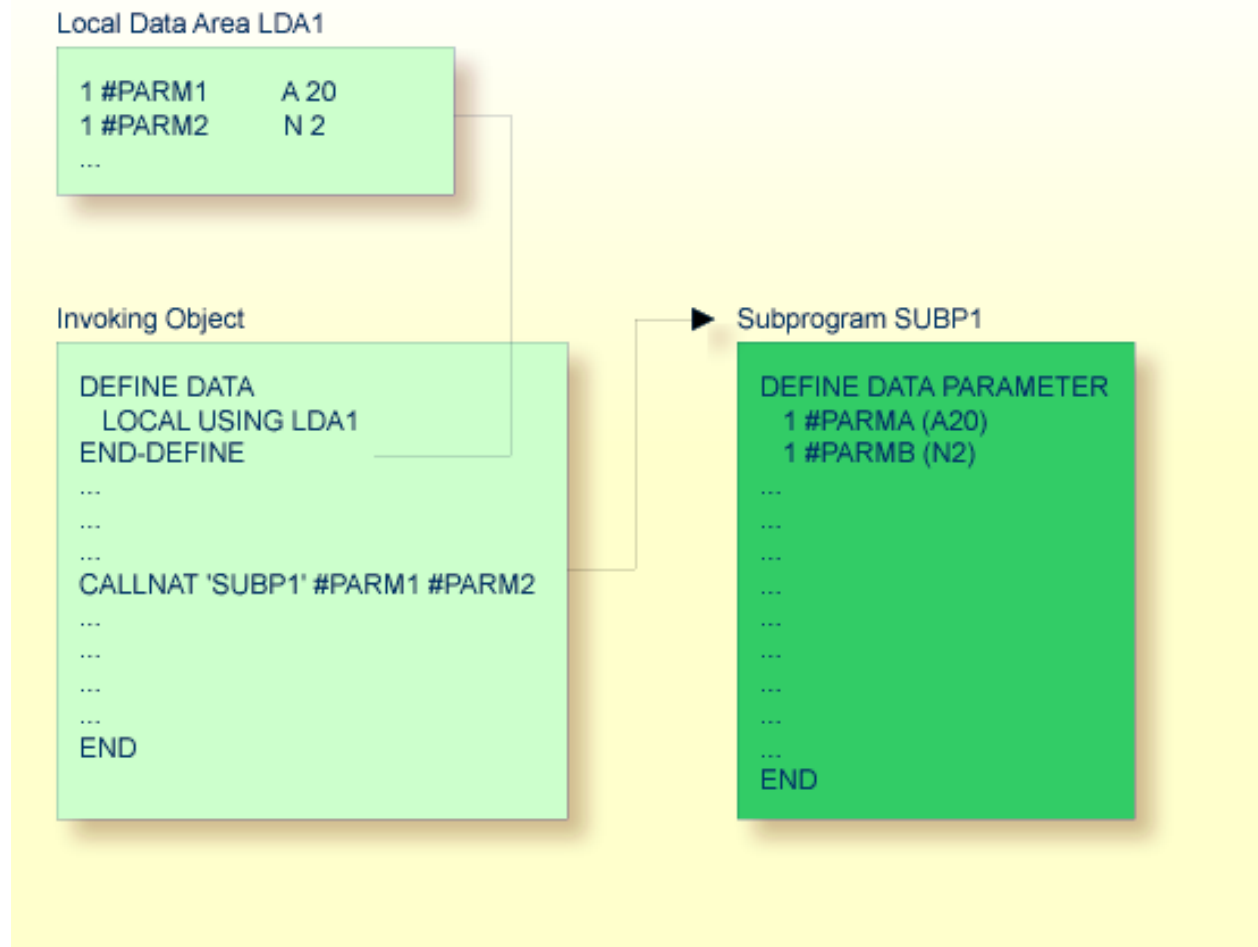 Local Data Area LDA1
1 #PARM1 A 20
1 #PARM2 N 2
...
Invoking Object
DEFINE DATA
LOCAL USING LDA1
END-DEFINE
...
...
...
CALLNAT 'SUBP1' #PARM1 #PARM2
...
...
...
...
END
Subprogram SUBP1
DEFINE DATA PARAMETER
1 #PARMA (A20)
1 #PARMB (N2)
...
...
...
...
...
...
...
...
...
END